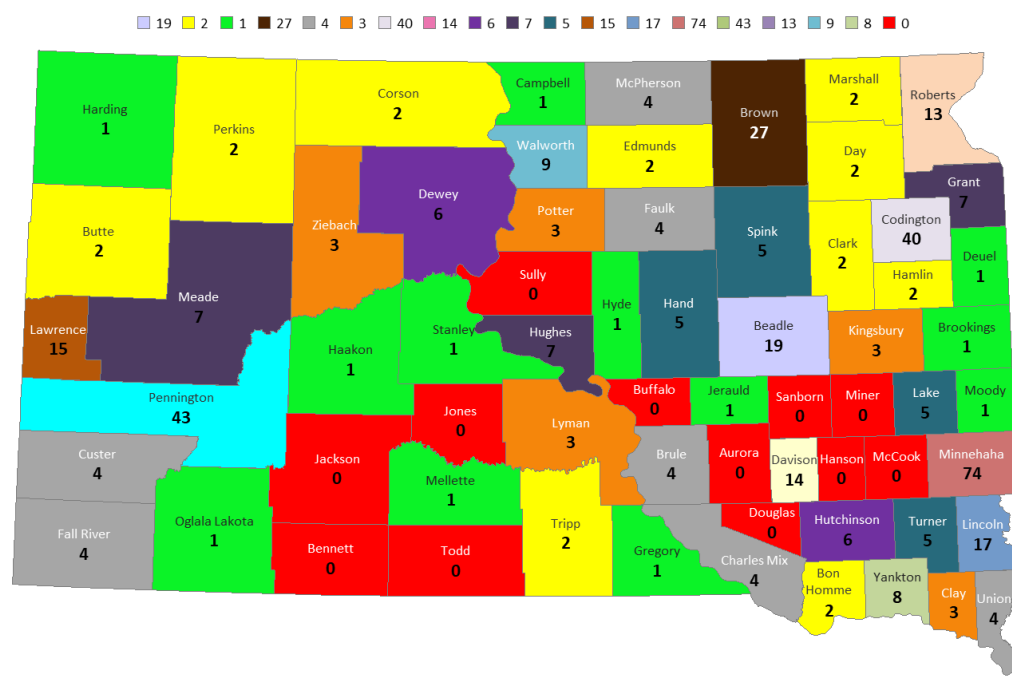 19 2 1 27 4 3 40 14 6 7 5 15 17 74 43 13 9 8 0
Harding
1
Perkins
2
Corson
2
Campbell
1
McPherson
4
Brown
27
Marshall
2
Roberts
13
Walworth
9
Edmunds
2
Day
2
Grant
7
Dewey
6
Ziebach
3
Potter
3
Faulk
4
Spink
5
Codington
40
Clark
2
Hamlin
2
Deuel
1
Butte
2
Meade
7
Sully
0
Hyde
1
Hand
5
Lawrence
15
Haakon
1
Stanley
1
Hughes
7
Beadle
19
Kingsbury
3
Brookings
1
Pennington
43
Jones
0
Lyman
3
Buffalo
0
Jerauld
1
Sanborn
0
Miner
0
Lake
5
Moody
1
Custer
4
Jackson
0
Mellette
1
Brule
4
Aurora
0
Davison
14
Hanson
0
McCook
0
Minnehaha
74
Fall River
4
Oglala Lakota
1
Bennett
0
Todd
0
Tripp
2
Gregory
1
Charles Mix
4
Douglas
0
Hutchinson
6
Turner
5
Lincoln
17
Bon
Homme
2
Yankton
8
Clay
3
Union
4